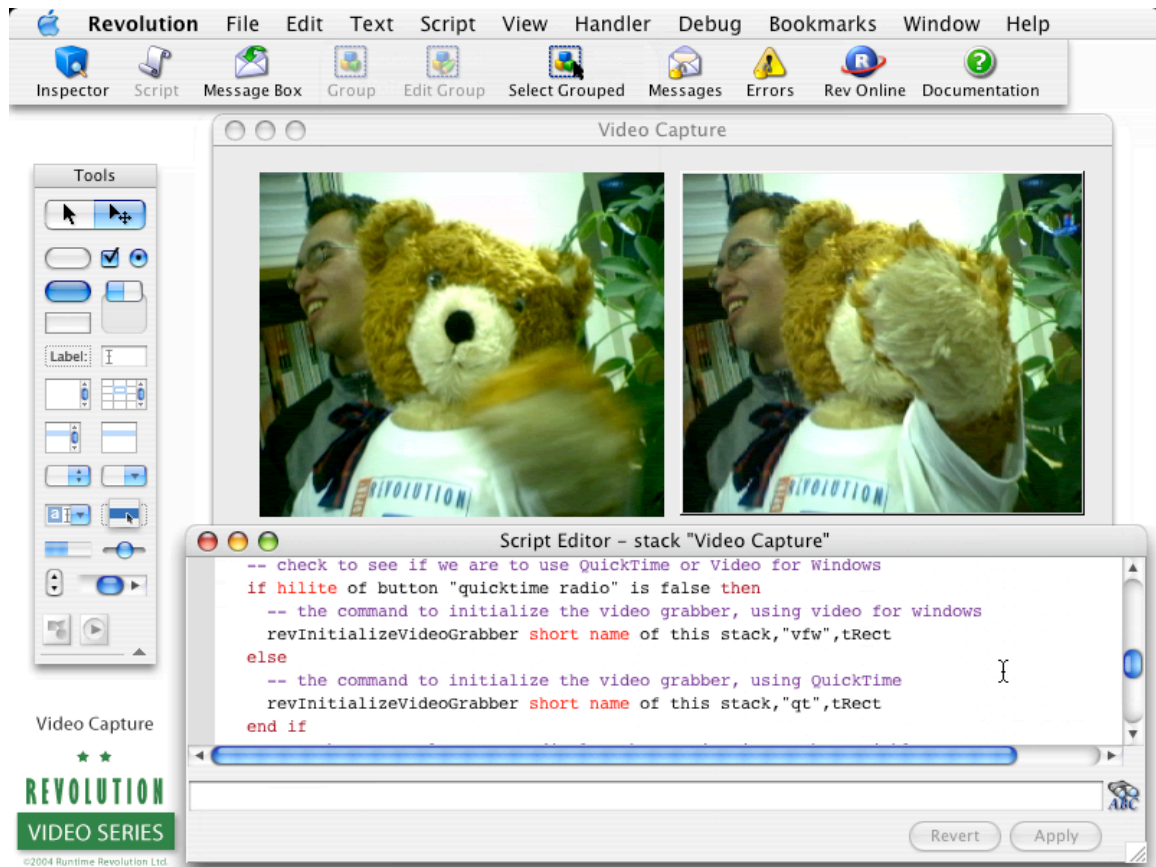 Revolution File Edit Text Script View Handler Debug Bookmarks Window Help
Inspector Script Message Box Group Edit Group Select Grouped Messages Errors Rev Online Documentation
Video Capture
Tools
Label:
REVOLUTION
REVOLUTION
Script Editor – stack "Video Capture"
-- check to see if we are to use QuickTime or Video for Windows
if hilite of button "quicktime radio" is false then
-- the command to initialize the video grabber, using video for windows
revInitializeVideoGrabber short name of this stack,"vfw",tRect
else
-- the command to initialize the video grabber, using QuickTime
revInitializeVideoGrabber short name of this stack,"qt",tRect
end if
ABC
Revert Apply
Video Capture
REVOLUTION
VIDEO SERIES
©2004 Runtime Revolution Ltd.